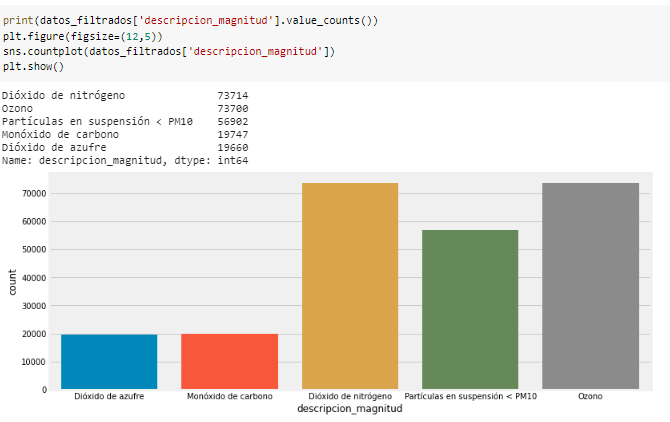 print(datos_filtrados['descripcion_magnitud'].value_counts())
plt.figure(figsize=(12,5))
sns.countplot(datos_filtrados['descripcion_magnitud'])
plt.show()
Dióxido de nitrógeno 73714
Ozono 73700
Partículas en suspensión < PM10 56902
Monóxido de carbono 19747
Dióxido de azufre 19660
Name: descripcion_magnitud, dtype: int64
70000
60000
50000
40000
30000
20000
10000
0
count
Dióxido de azufre Monóxido de carbono Dióxido de nitrógeno Partículas en suspensión < PM10 Ozono
descripcion_magnitud